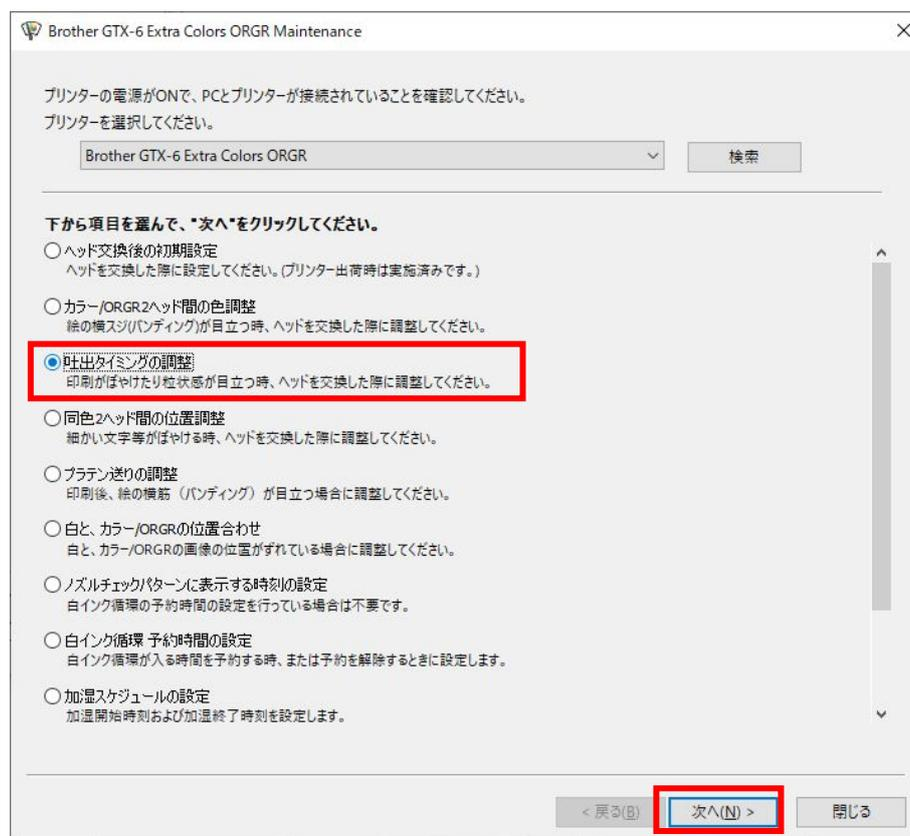 Brother GTX-6 Extra Colors ORGR Maintenance
プリンターの電源がONで、PCとプリンターが接続されていることを確認してください。
プリンターを選択してください。
Brother GTX-6 Extra Colors ORGR
検索
下から項目を選んで、"次へ"をクリックしてください。
ヘッド交換後の初期設定
ヘッドを交換した際に設定してください。(プリンター出荷時は実施済みです。)
カラー/ORGR2ヘッド間の色調整
絵の横スジ(バンディング)が目立つ時、ヘッドを交換した際に調整してください。
吐出タイミングの調整
印刷がぼやけたり粒状感が目立つ時、ヘッドを交換した際に調整してください。
同色2ヘッド間の位置調整
細かい文字等がぼやける時、ヘッドを交換した際に調整してください。
プラテン送りの調整
印刷後、絵の横筋（バンディング）が目立つ場合に調整してください。
白と、カラー/ORGRの位置合わせ
白と、カラー/ORGRの画像の位置がずれている場合に調整してください。
ノズルチェックパターンに表示する時刻の設定
白インク循環の予約時間の設定を行っている場合は不要です。
白インク循環 予約時間の設定
白インク循環が入る時間を予約する時、または予約を解除するときに設定します。
加湿スケジュールの設定
加湿開始時刻および加湿終了時刻を設定します。
< 戻る(B) 次へ(N) > 閉じる